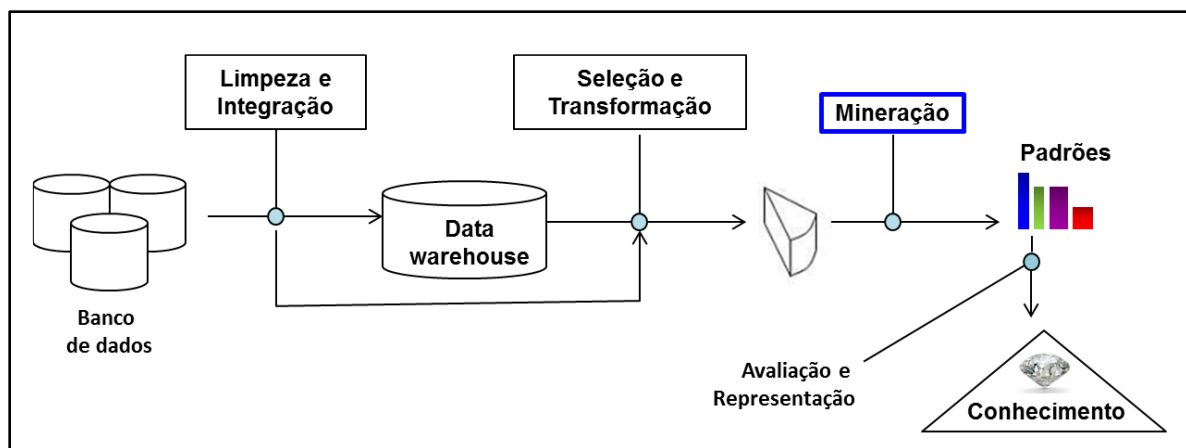 Limpeza e
Integração
Seleção e
Transformação
Mineração
Padrões
Data
warehouse
Banco
de dados
Avaliação e
Representação
Conhecimento